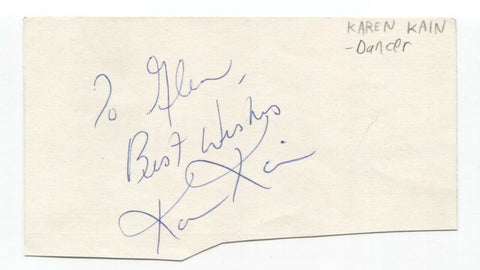 KAREN KAIN
-Dancer
To Glen,
Best Wishes
Karen Kain